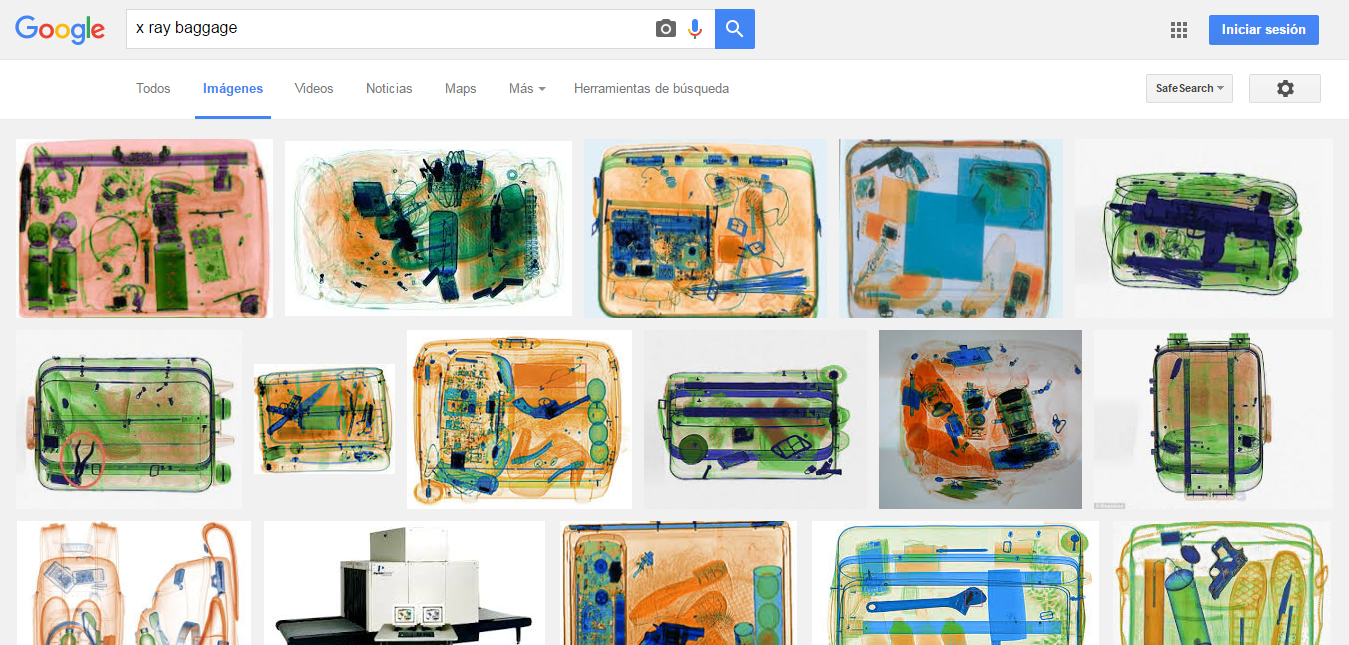 Google
x ray baggage
Iniciar sesión
Todos Imágenes Videos Noticias Maps Más Herramientas de búsqueda
SafeSearch